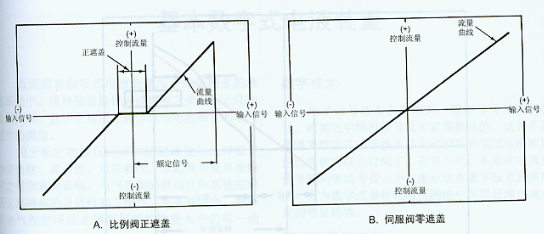 (+)
控制流量
正遮盖
流量
曲线
(-)
输入信号
(+)
输入信号
额定信号
(-)
控制流量
A. 比例阀正遮盖
(+)
控制流量
流量
曲线
(-)
输入信号
(+)
输入信号
(-)
控制流量
B. 伺服阀零遮盖